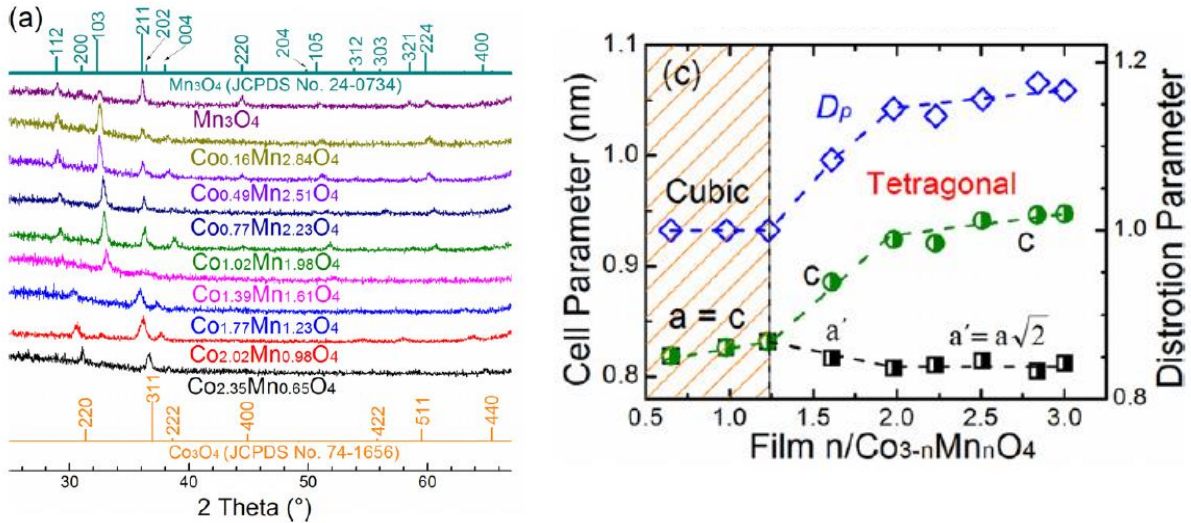 (a)
112
200
103
211
202
004
220
204
105
312
303
321
224
400
Mn3O4 (JCPDS No. 24-0734)
Mn3O4
Co0.16Mn2.84O4
Co0.49Mn2.51O4
Co0.77Mn2.23O4
Co1.02Mn1.98O4
Co1.39Mn1.61O4
Co1.77Mn1.23O4
Co2.02Mn0.98O4
Co2.35Mn0.65O4
220
311
222
400
422
511
440
Co3O4 (JCPDS No. 74-1656)
30 40 50 60
2 Theta (°)
(c)
Cell Parameter (nm)
1.1
1.0
0.9
0.8
Cubic
a = c
Dp
Tetragonal
c
c
a′
a′ = a√2
1.2
1.0
0.8
Distrotion Parameter
0.5 1.0 1.5 2.0 2.5 3.0
Film n/Co3-nMnnO4